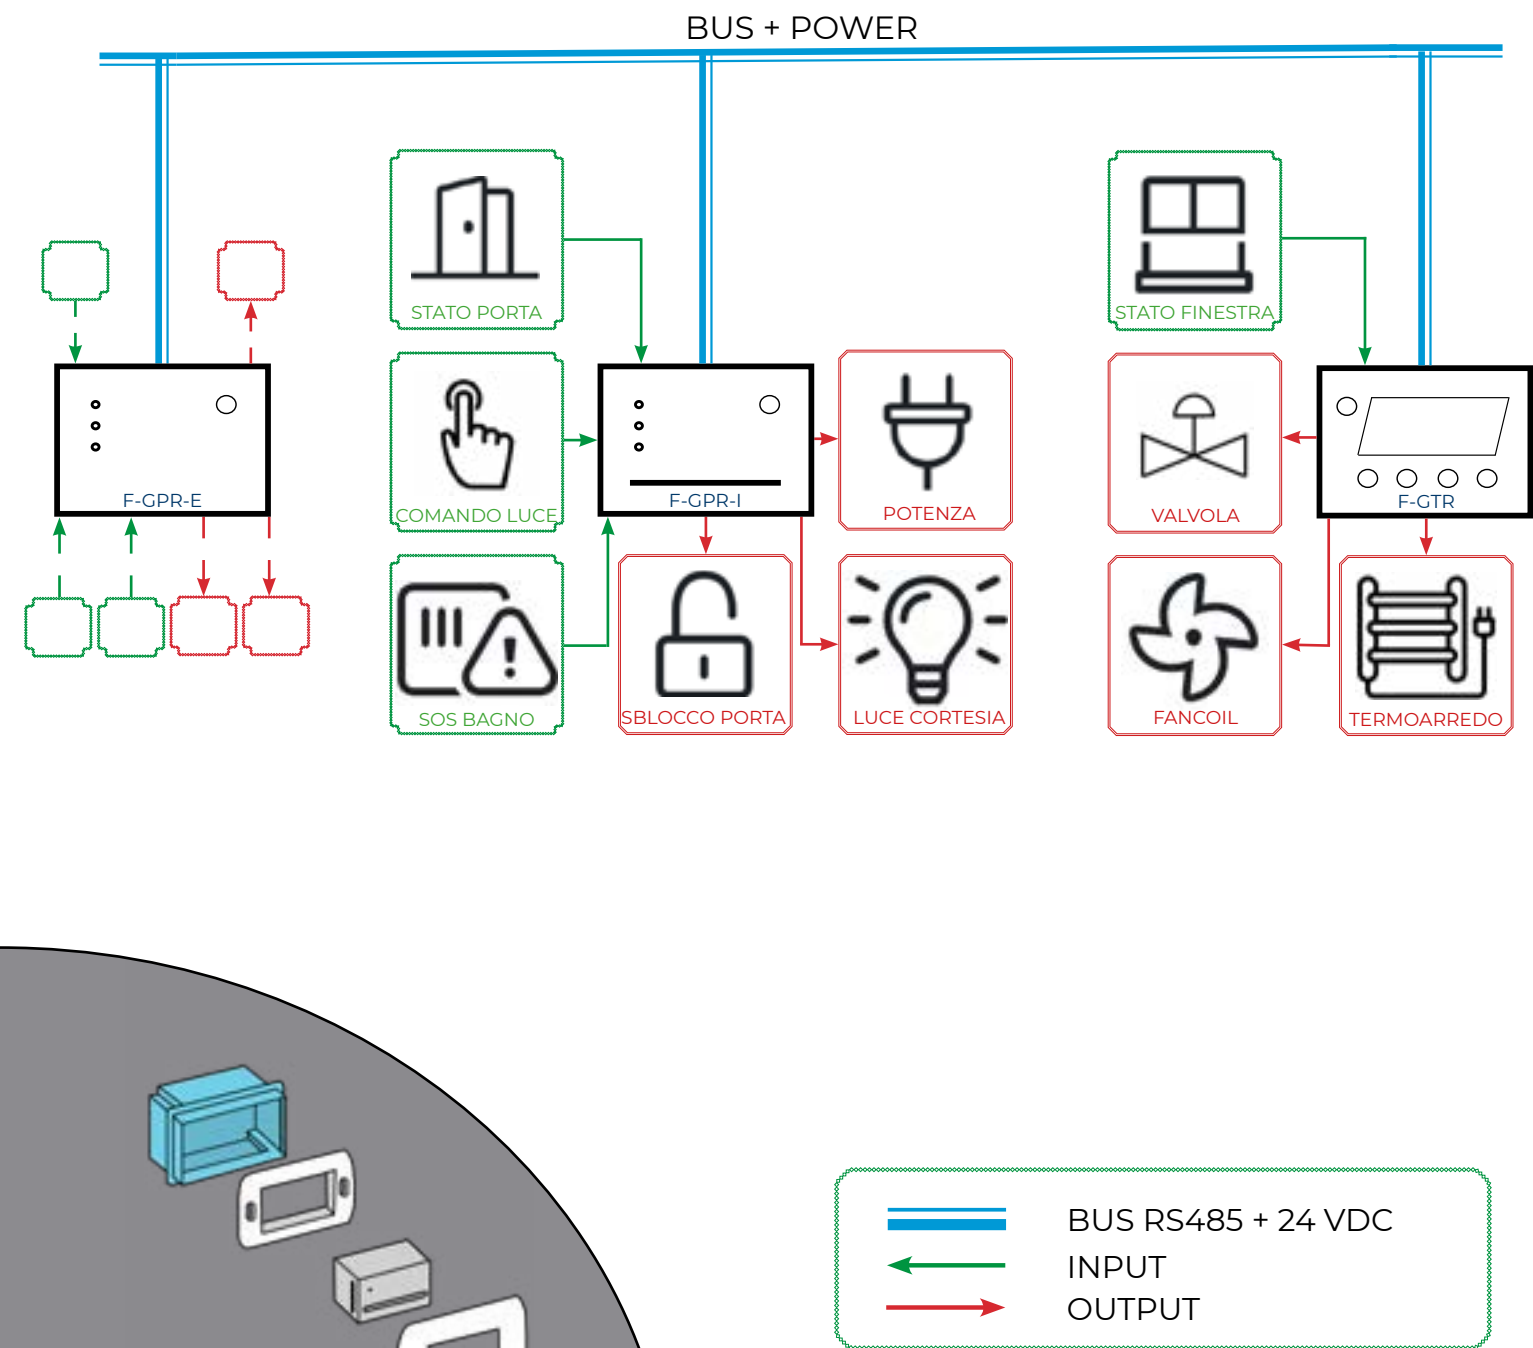 BUS + POWER
STATO PORTA
STATO FINESTRA
F-GPR-E
COMANDO LUCE
F-GPR-I
POTENZA
VALVOLA
F-GTR
SOS BAGNO
SBLOCCO PORTA
LUCE CORTESIA
FANCOIL
TERMOARREDO
BUS RS485 + 24 VDC
INPUT
OUTPUT